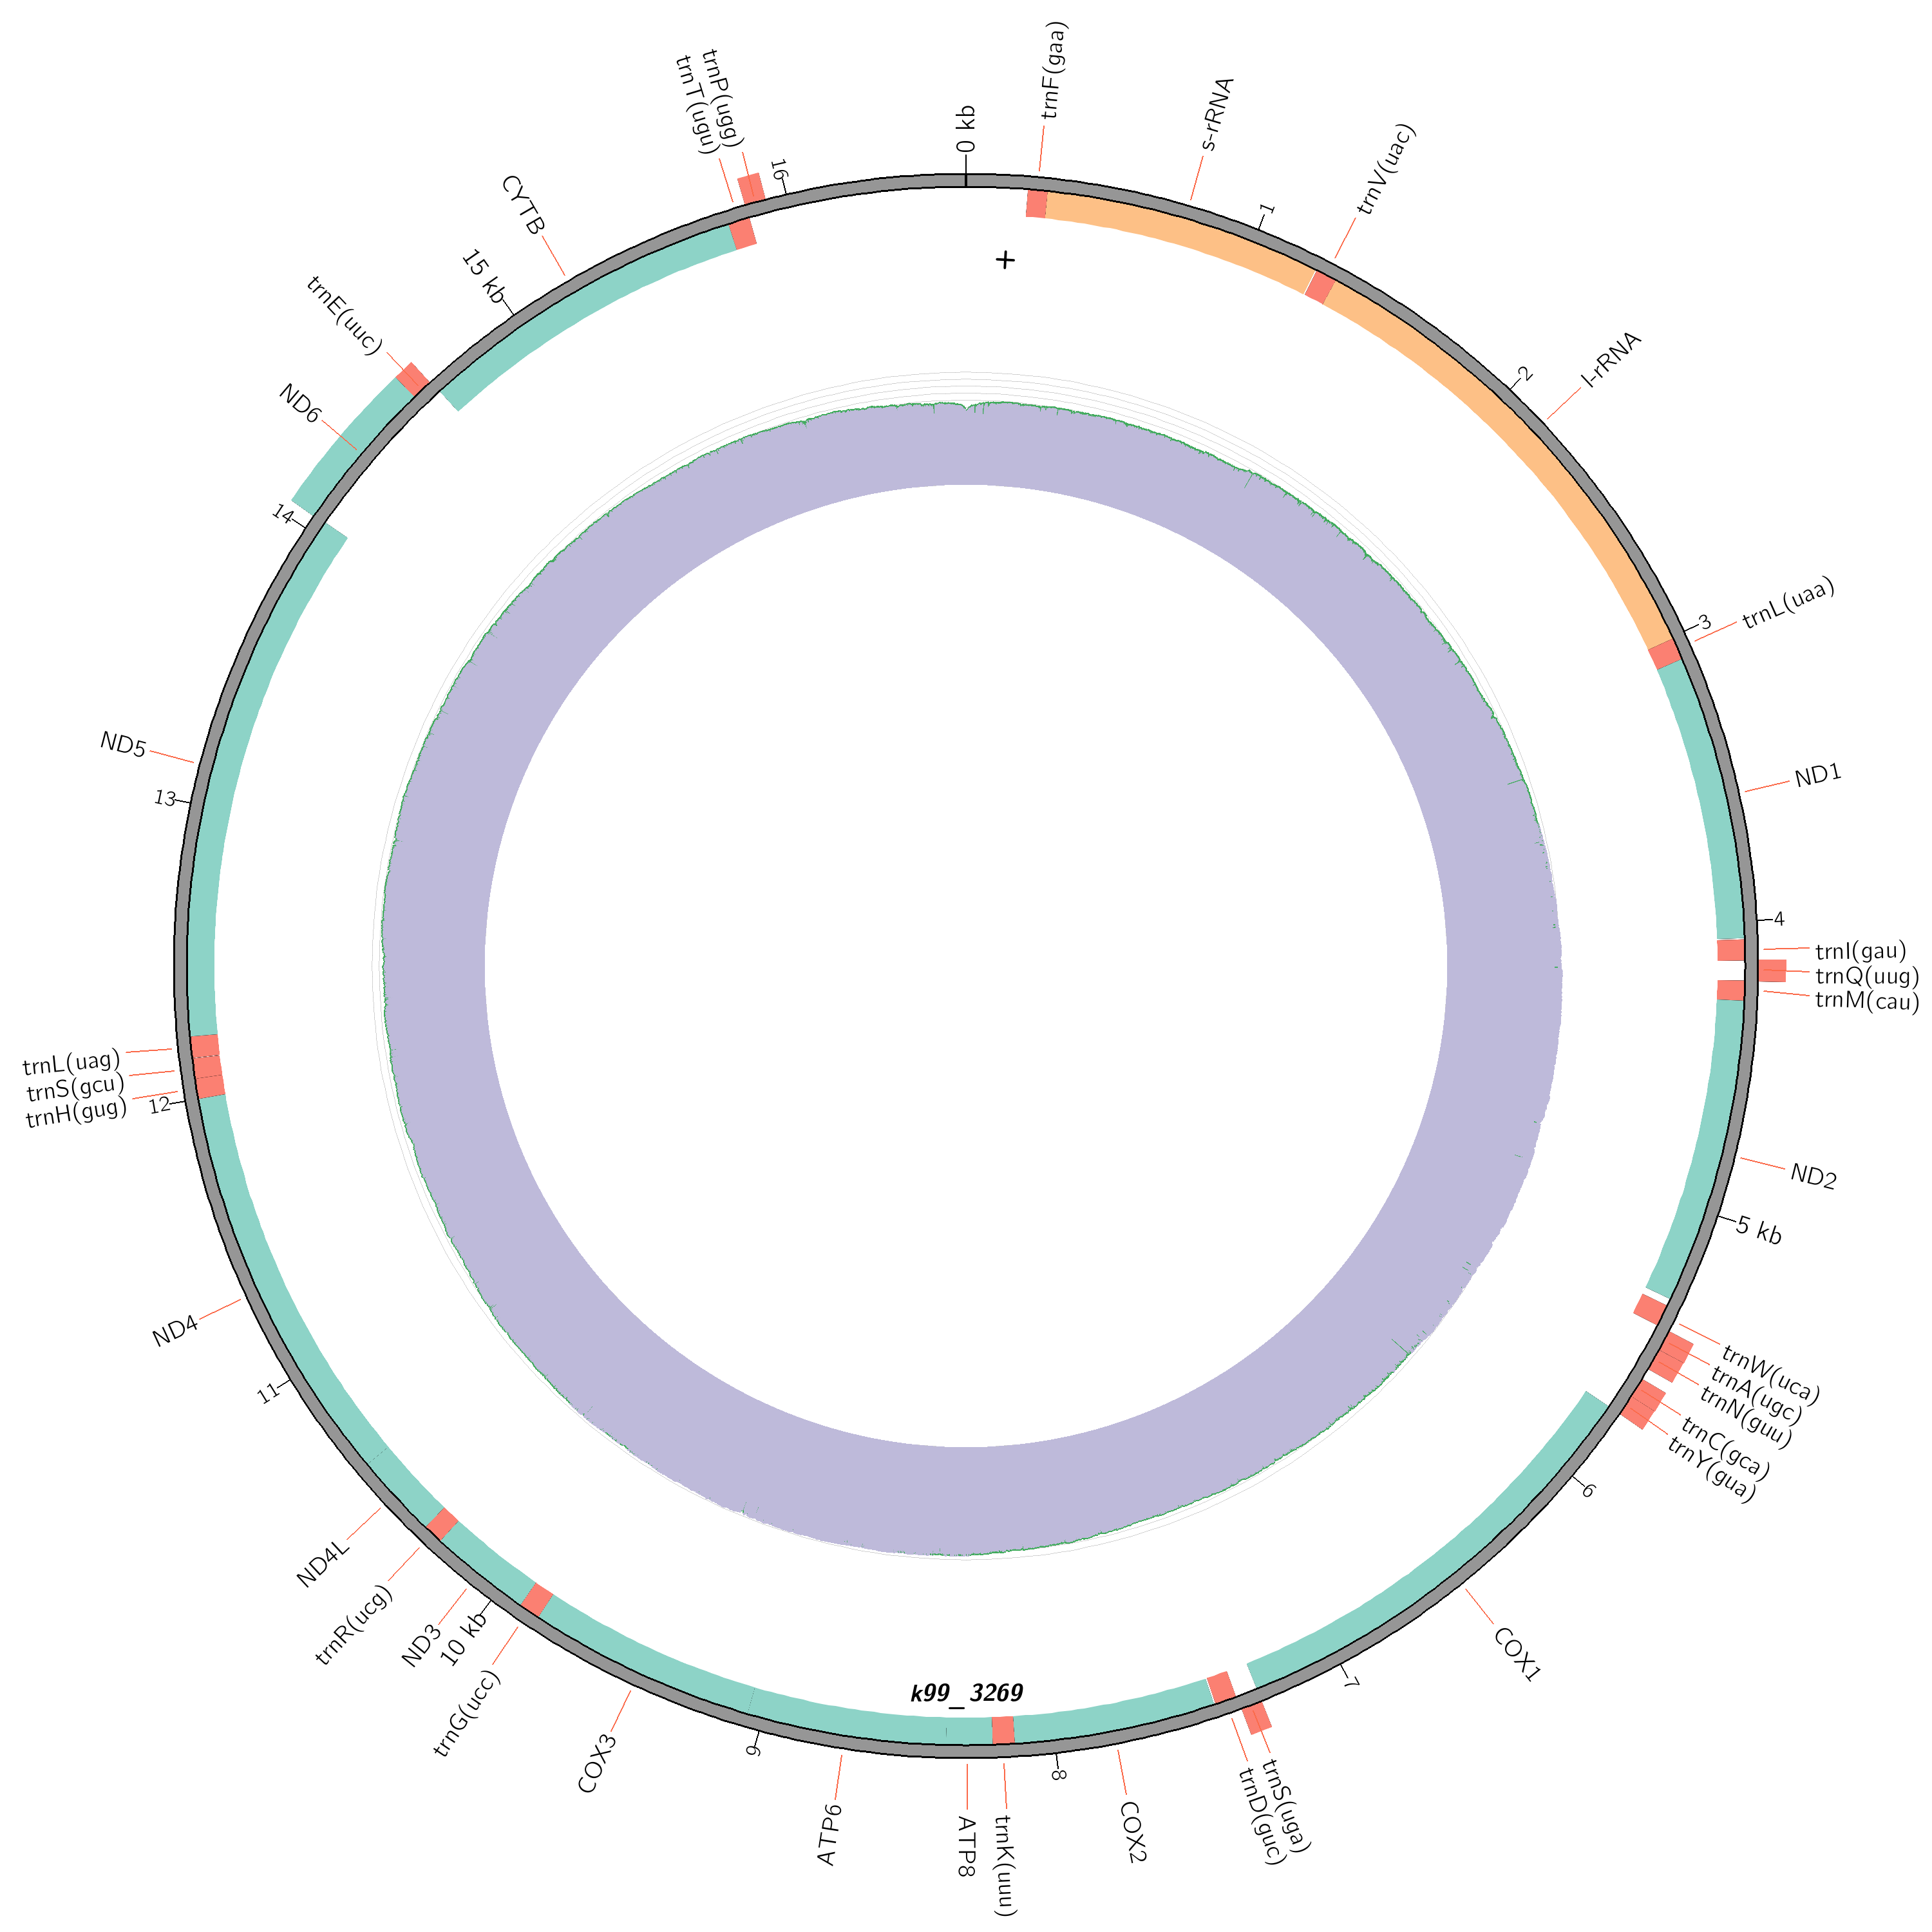 0 kb
trnF(gaa)
s-rRNA
1
trnV(uac)
2
l-rRNA
3
trnL(uaa)
ND1
4
trnI(gau)
trnQ(uug)
trnM(cau)
ND2
5 kb
trnW(uca)
trnA(ugc)
trnN(guu)
trnC(gca)
trnY(gua)
6
COX1
7
trnS(uga)
trnD(guc)
COX2
8
trnK(uuu)
ATP8
k99_3269
ATP6
9
COX3
trnG(ucc)
10 kb
ND3
trnR(ucg)
ND4L
11
ND4
12
trnH(gug)
trnS(gcu)
trnL(uag)
13
ND5
14
ND6
trnE(uuc)
15 kb
CYTB
trnT(ugu)
trnP(ugg)
16
+